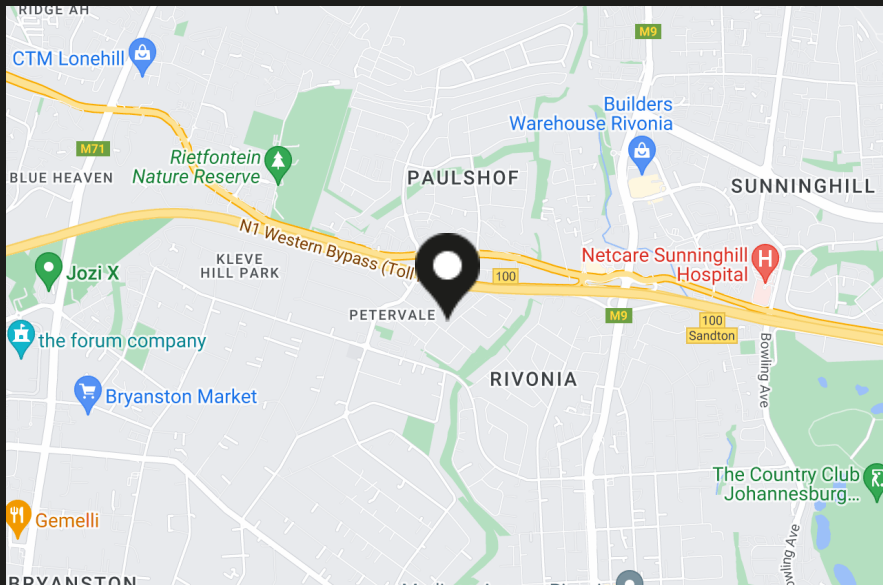 RIDGE AH
M9
CTM Lonehill
Builders
Warehouse Rivonia
M71
Rietfontein
Nature Reserve
BLUE HEAVEN
PAULSHOF
SUNNINGHILL
N1 Western Bypass (Toll
KLEVE
HILL PARK
Netcare Sunninghill
Hospital
Jozi X
100
PETERVALE
M9
100
Sandton
the forum company
Bowling Ave
RIVONIA
Bryanston Market
The Country Club
Johannesburg...
Gemelli
BRYANSTON